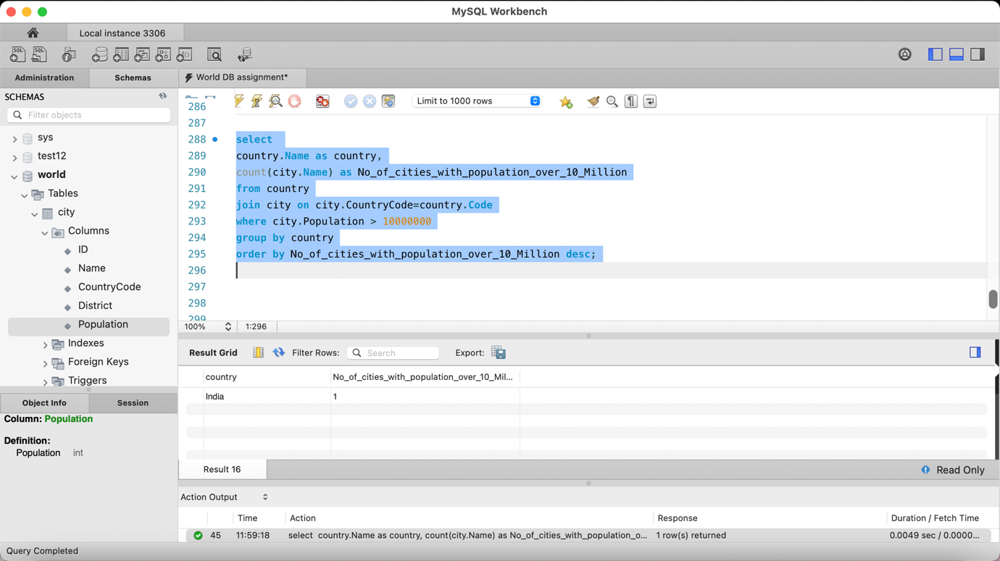 MySQL Workbench
Local instance 3306
Administration
Schemas
World DB assignment*
SCHEMAS
Filter objects
sys
test12
world
Tables
city
Columns
ID
Name
CountryCode
District
Population
Indexes
Foreign Keys
Triggers
Object Info
Session
Column: Population
Definition:
Population int
Limit to 1000 rows
286
287
288 select
289 country.Name as country,
290 count(city.Name) as No_of_cities_with_population_over_10_Million
291 from country
292 join city on city.CountryCode=country.Code
293 where city.Population > 10000000
294 group by country
295 order by No_of_cities_with_population_over_10_Million desc;
296
297
298
299
100% 1:296
Result Grid Filter Rows: Search Export:
country No_of_cities_with_population_over_10_Mil...
India 1
Result 16 Read Only
Action Output
Time Action Response Duration / Fetch Time
45 11:59:18 select country.Name as country, count(city.Name) as No_of_cities_with_population_o... 1 row(s) returned 0.0049 sec / 0.0000...
Query Completed